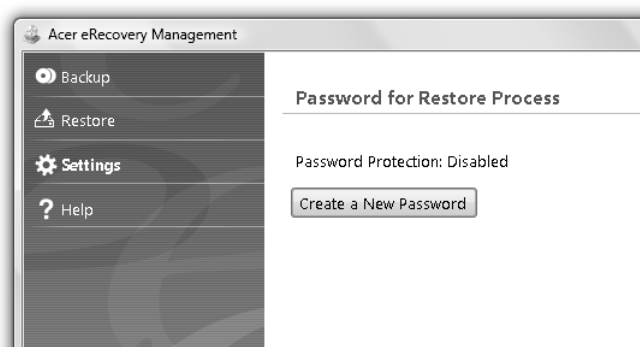 Acer eRecovery Management
Backup
Restore
Settings
Help
Password for Restore Process
Password Protection: Disabled
Create a New Password